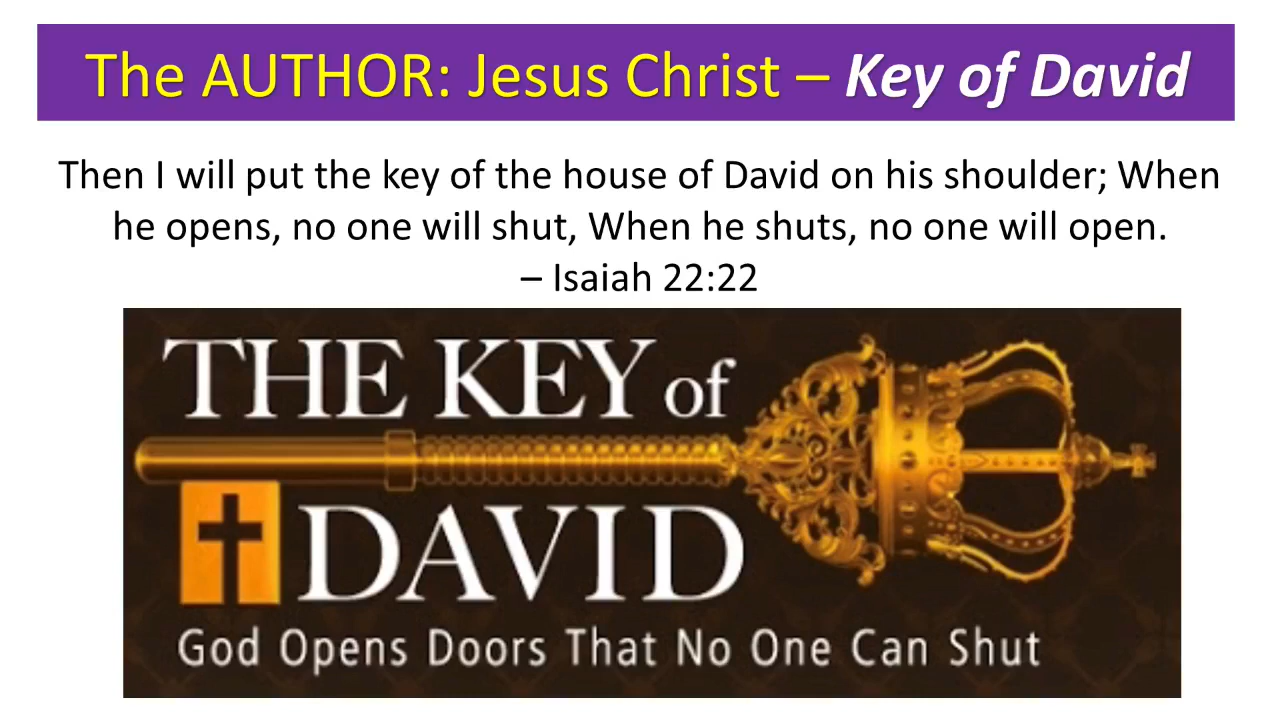 The AUTHOR: Jesus Christ – Key of David
Then I will put the key of the house of David on his shoulder; When
he opens, no one will shut, When he shuts, no one will open.
– Isaiah 22:22
THE KEY of
DAVID
God Opens Doors That No One Can Shut